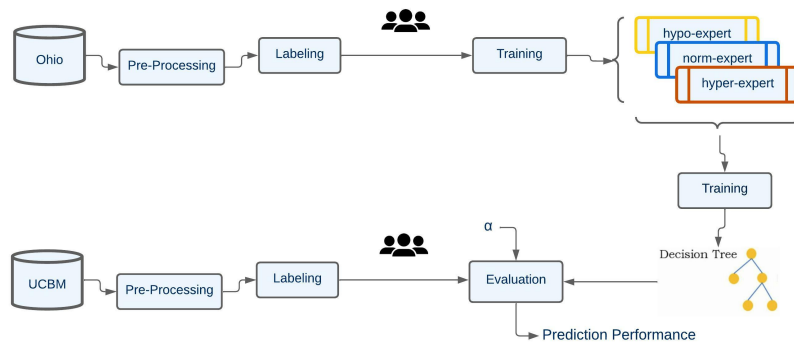 Ohio
Pre-Processing
Labeling
Training
hypo-expert
norm-expert
hyper-expert
Training
Decision Tree
UCBM
Pre-Processing
Labeling
α
Evaluation
Prediction Performance